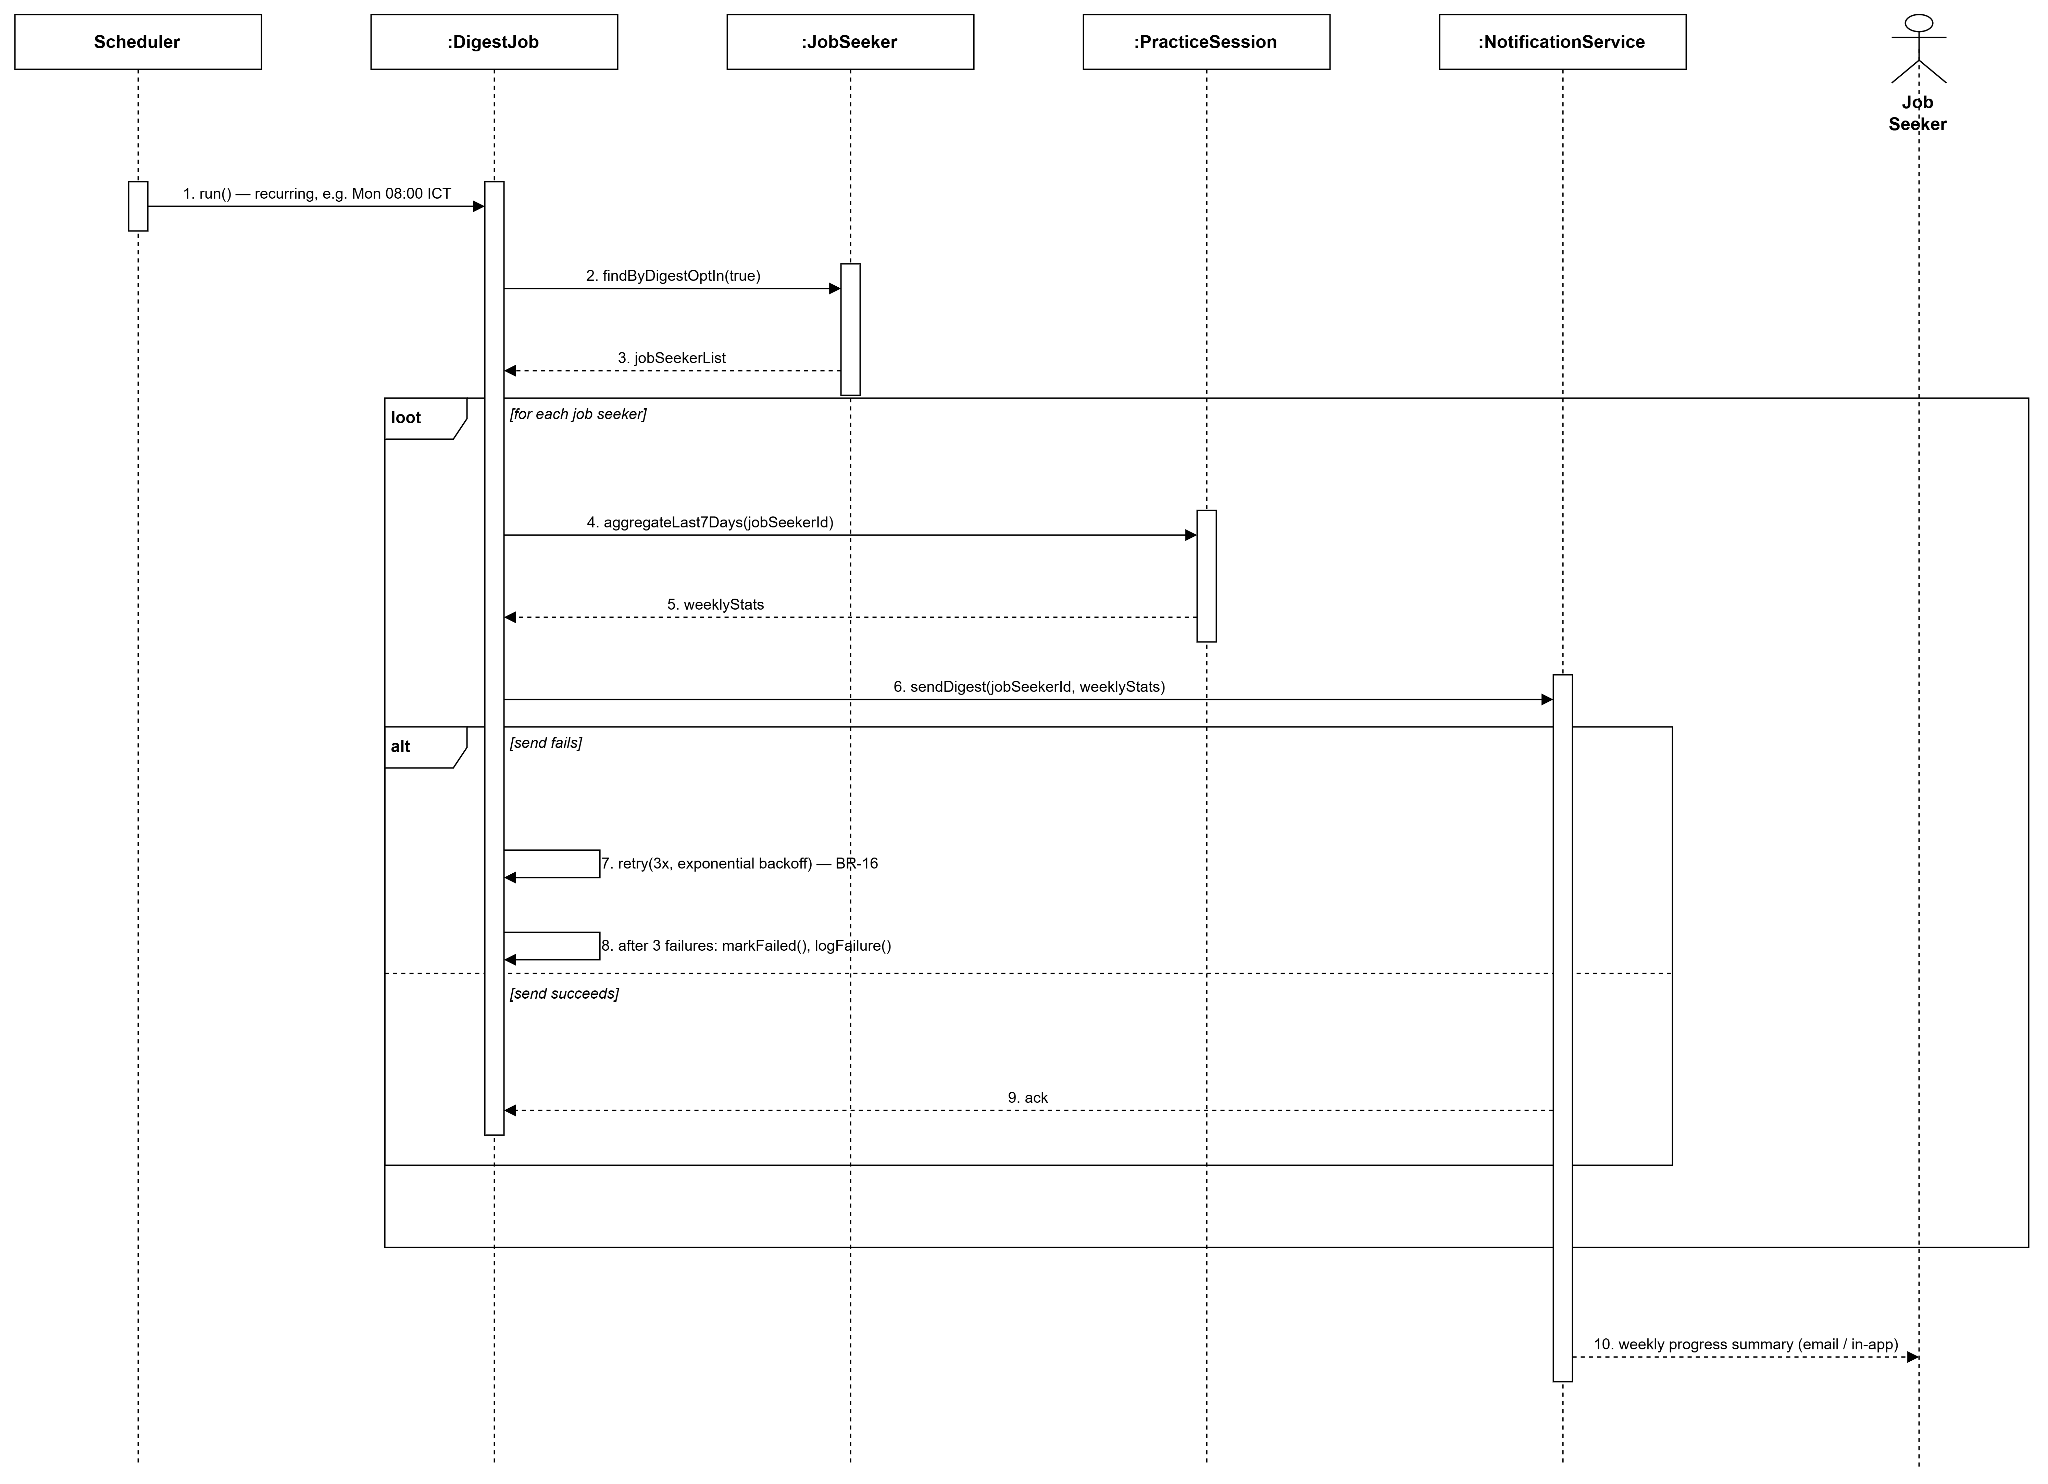 Scheduler
:DigestJob
:JobSeeker
:PracticeSession
:NotificationService
Job
Seeker
1. run() — recurring, e.g. Mon 08:00 ICT
2. findByDigestOptIn(true)
3. jobSeekerList
loot
[for each job seeker]
4. aggregateLast7Days(jobSeekerId)
5. weeklyStats
6. sendDigest(jobSeekerId, weeklyStats)
alt
[send fails]
7. retry(3x, exponential backoff) — BR-16
8. after 3 failures: markFailed(), logFailure()
[send succeeds]
9. ack
10. weekly progress summary (email / in-app)